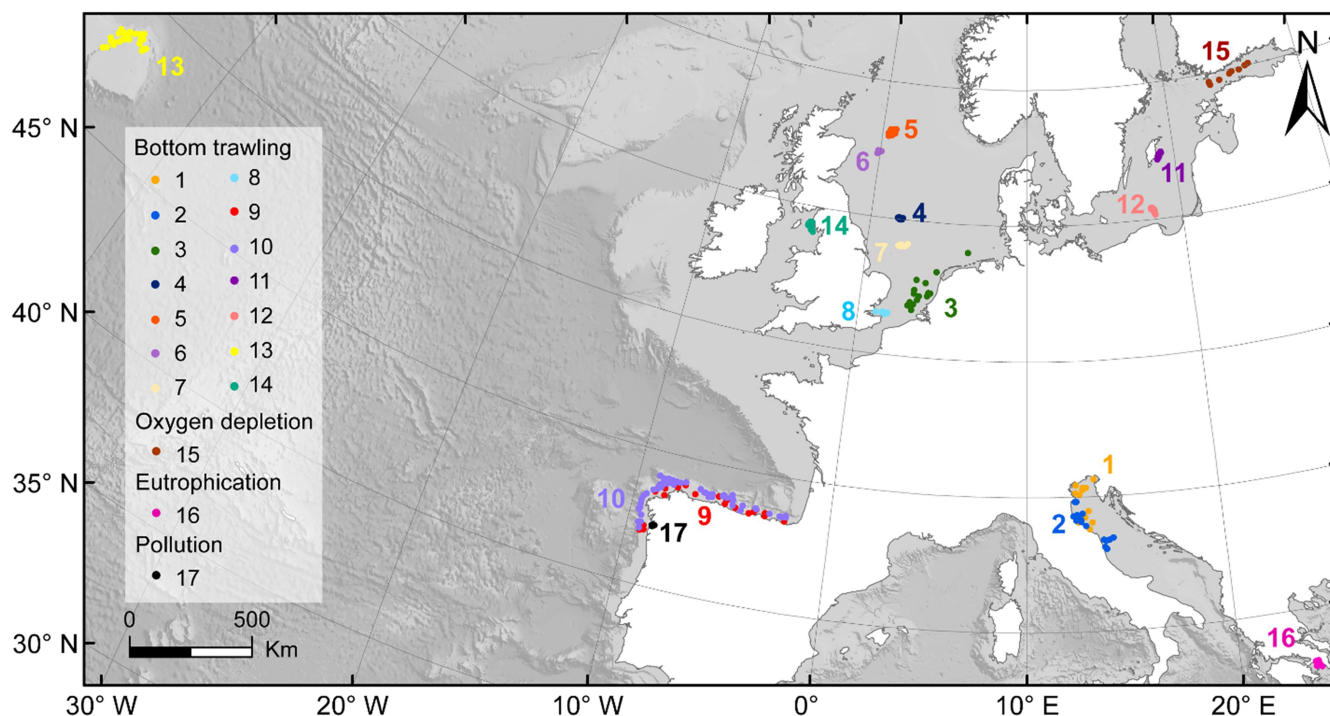 13
15
N
45° N
Bottom trawling
1 8
2 9
3 10
4 11
5 12
6 13
7 14
Oxygen depletion
15
Eutrophication
16
Pollution
17
5
6
11
12
4
14
7
8
3
40° N
35° N
1
10
9
2
17
16
0 500
Km
30° N
30° W 20° W 10° W 0° 10° E 20° E